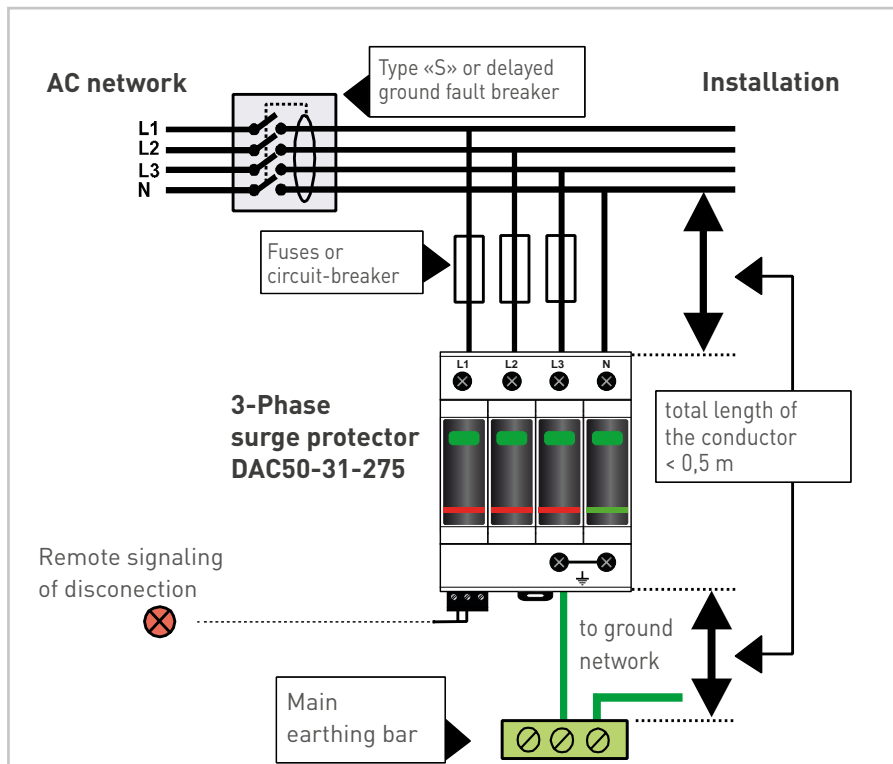 AC network
Type «S» or delayed
ground fault breaker
Installation
L1
L2
L3
N
Fuses or
circuit-breaker
L1 L2 L3 N
3-Phase
surge protector
DAC50-31-275
total length of
the conductor
< 0,5 m
Remote signaling
of disconection
to ground
network
Main
earthing bar